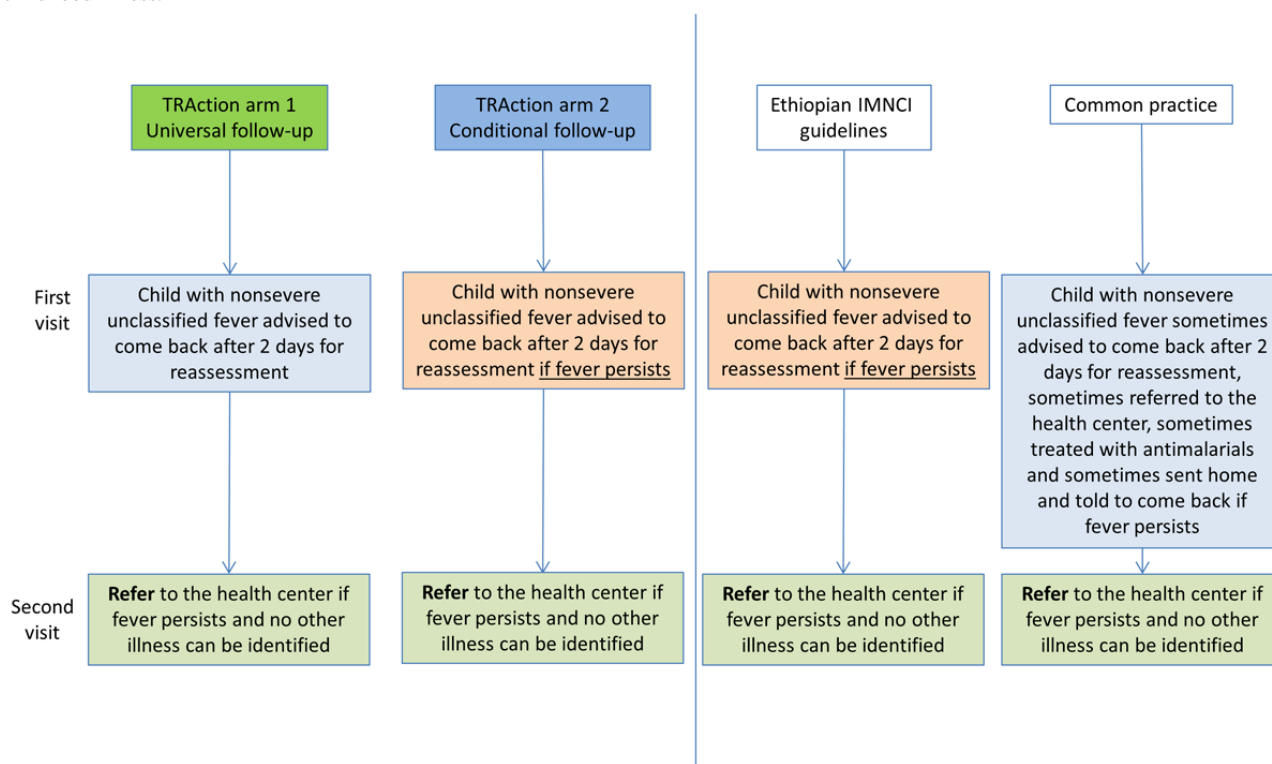 TRAction arm 1
Universal follow-up
TRAction arm 2
Conditional follow-up
Ethiopian IMNCI
guidelines
Common practice
First
visit
Child with nonsevere
unclassified fever advised to
come back after 2 days for
reassessment
Child with nonsevere
unclassified fever advised to
come back after 2 days for
reassessment if fever persists
Child with nonsevere
unclassified fever advised to
come back after 2 days for
reassessment if fever persists
Child with nonsevere
unclassified fever sometimes
advised to come back after 2
days for reassessment,
sometimes referred to the
health center, sometimes
treated with antimalarials
and sometimes sent home
and told to come back if
fever persists
Second
visit
Refer to the health center if
fever persists and no other
illness can be identified
Refer to the health center if
fever persists and no other
illness can be identified
Refer to the health center if
fever persists and no other
illness can be identified
Refer to the health center if
fever persists and no other
illness can be identified